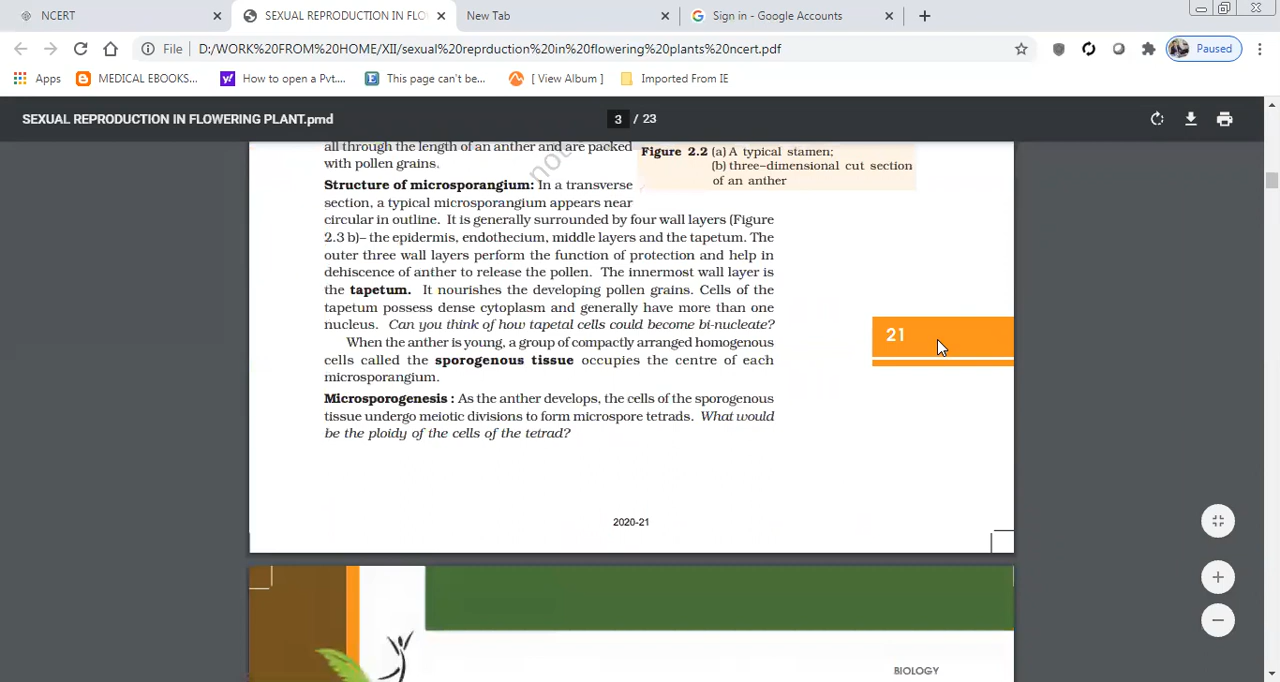 NCERT
SEXUAL REPRODUCTION IN FLO
New Tab
Sign in - Google Accounts
File
D:/WORK%20FROM%20HOME/XII/sexual%20reprduction%20in%20flowering%20plants%20ncert.pdf
Paused
Apps
MEDICAL EBOOKS...
How to open a Pvt....
This page can't be...
[ View Album ]
Imported From IE
SEXUAL REPRODUCTION IN FLOWERING PLANT.pmd
3 / 23
all through the length of an anther and are packed
with pollen grains.
not
Figure 2.2 (a) A typical stamen;
(b) three–dimensional cut section
of an anther
Structure of microsporangium: In a transverse
section, a typical microsporangium appears near
circular in outline. It is generally surrounded by four wall layers (Figure
2.3 b)– the epidermis, endothecium, middle layers and the tapetum. The
outer three wall layers perform the function of protection and help in
dehiscence of anther to release the pollen. The innermost wall layer is
the tapetum. It nourishes the developing pollen grains. Cells of the
tapetum possess dense cytoplasm and generally have more than one
nucleus. Can you think of how tapetal cells could become bi-nucleate?
When the anther is young, a group of compactly arranged homogenous
cells called the sporogenous tissue occupies the centre of each
microsporangium.
Microsporogenesis : As the anther develops, the cells of the sporogenous
tissue undergo meiotic divisions to form microspore tetrads. What would
be the ploidy of the cells of the tetrad?
21
2020-21
BIOLOGY